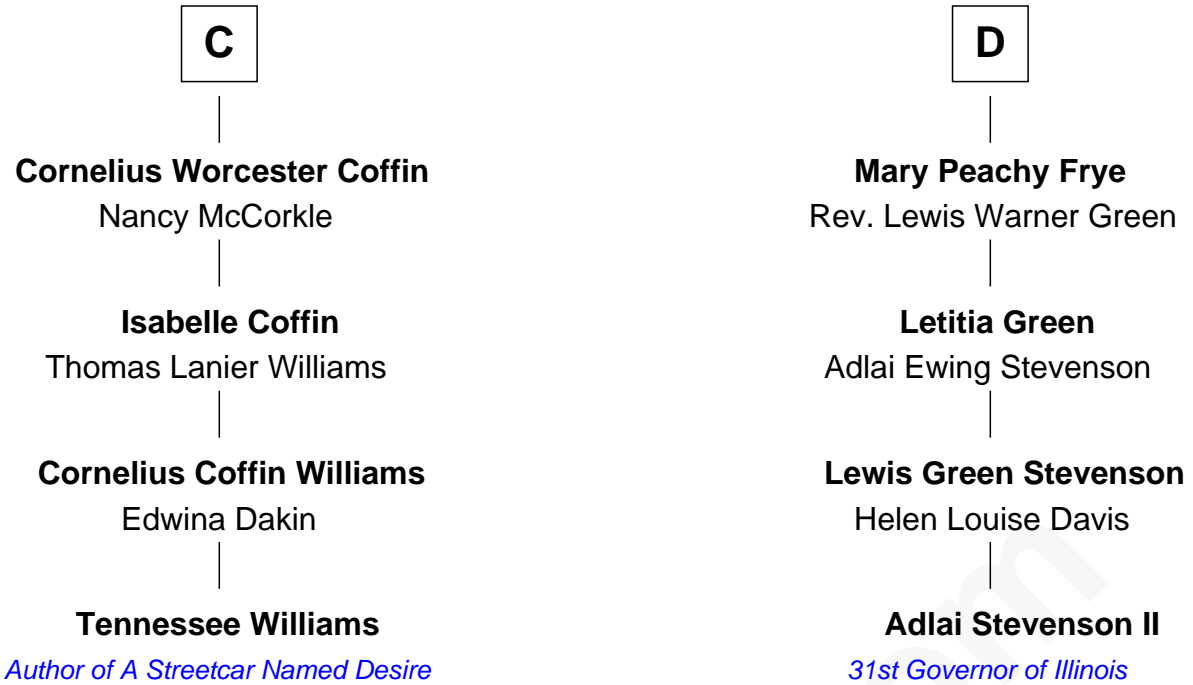 C
Cornelius Worcester Coffin
Nancy McCorkle
Isabelle Coffin
Thomas Lanier Williams
Cornelius Coffin Williams
Edwina Dakin
Tennessee Williams
Author of A Streetcar Named Desire
D
Mary Peachy Frye
Rev. Lewis Warner Green
Letitia Green
Adlai Ewing Stevenson
Lewis Green Stevenson
Helen Louise Davis
Adlai Stevenson II
31st Governor of Illinois